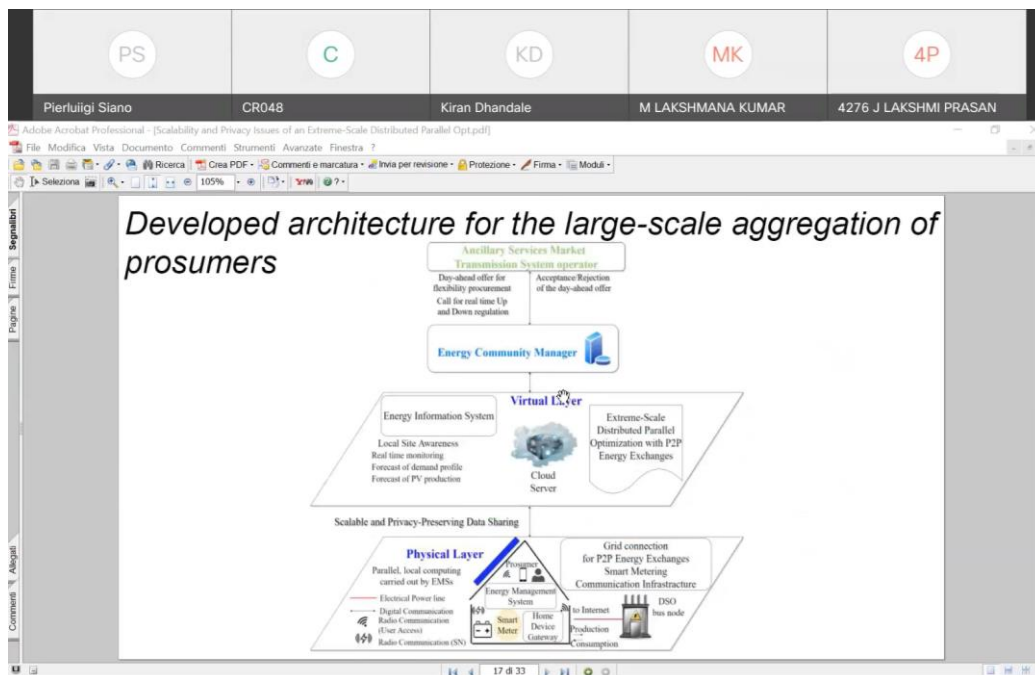 PS
C
KD
MK
4P
Pierluiigi Siano
CR048
Kiran Dhandale
M LAKSHMANA KUMAR
4276 J LAKSHMI PRASAN
Adobe Acrobat Professional - [Scalability and Privacy Issues of an Extreme-Scale Distributed Parallel Opt.pdf]
File Modifica Vista Documento Commenti Strumenti Avanzate Finestra ?
Ricerca Crea PDF Commenti e marcatura Invia per revisione Protezione Firma Moduli
Seleziona 105% ?
Segnalibri
Firme
Pagine
Allegati
Commenti
Developed architecture for the large-scale aggregation of
prosumers
Ancillary Services Market
Transmission System operator
Day-ahead offer for
flexibility procurement
Call for real time Up
and Down regulation
Acceptance/Rejection
of the day-ahead offer
Energy Community Manager
Virtual Layer
Energy Information System
Local Site Awareness
Real time monitoring
Forecast of demand profile
Forecast of PV production
Cloud
Server
Extreme-Scale
Distributed Parallel
Optimization with P2P
Energy Exchanges
Scalable and Privacy-Preserving Data Sharing
Physical Layer
Parallel, local computing
carried out by EMSs
Electrical Power line
Digital Communication
Radio Communication
(User Access)
Radio Communication (SN)
Prosumer
Energy Management
System
Smart
Meter
Home
Device
Gateway
to Internet
Production
Consumption
Grid connection
for P2P Energy Exchanges
Smart Metering
Communication Infrastructure
DSO
bus node
17 di 33